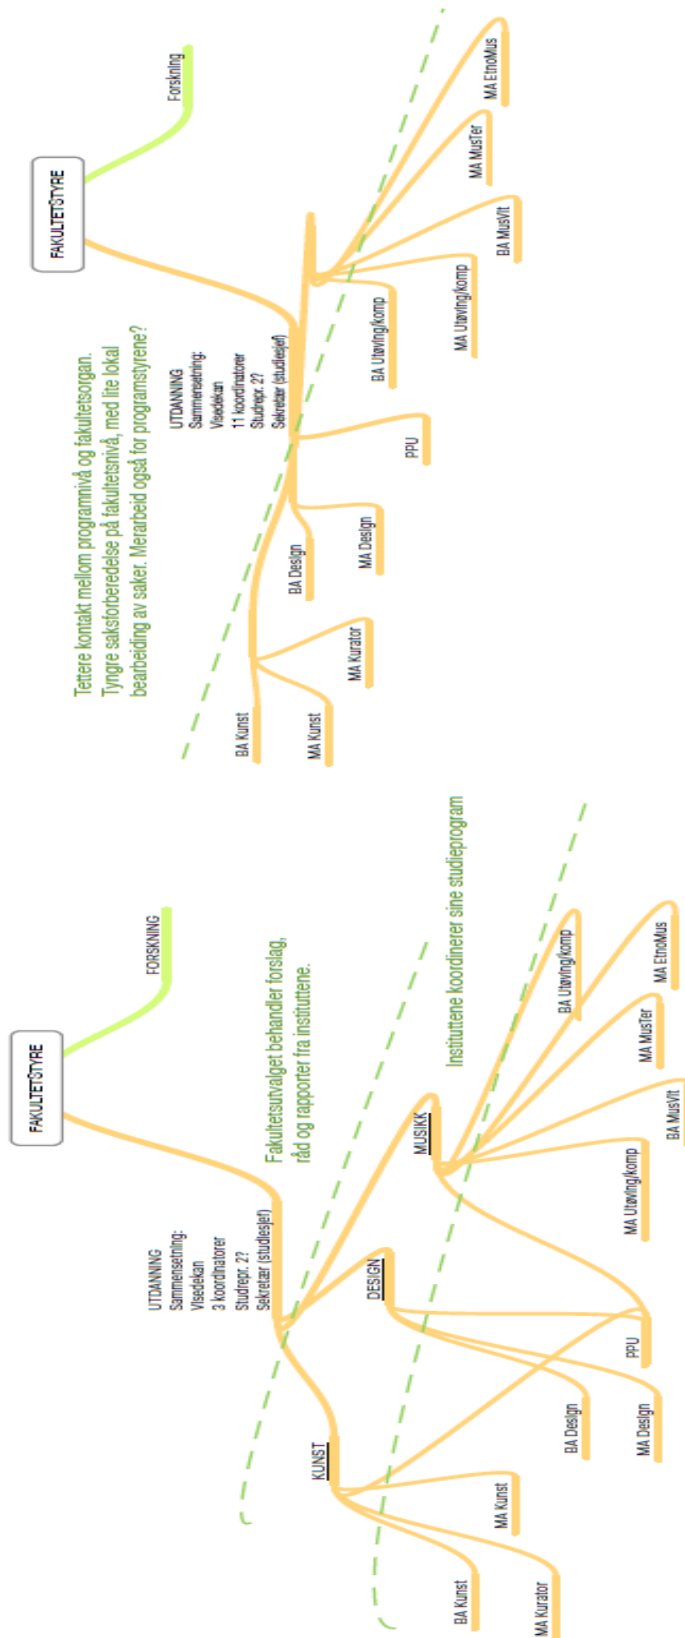 FAKULTETSTYRE
FORSKNING
UTDANNING
Sammensetning:
Visedekan
3 koordinatorer
Studrepr. 2?
Sekretær (studiesjef)
Fakultetsutvalget behandler forslag,
råd og rapporter fra instituttene.
KUNST
DESIGN
MUSIKK
Instituttene koordinerer sine studieprogram
BA Kunst
MA Kurator
MA Kunst
BA Design
MA Design
PPU
MA Utøving/komp
BA MusVit
MA MusTer
MA EtnoMus
BA Utøving/komp
FAKULTETSTYRE
Forskning
Tettere kontakt mellom programnivå og fakultetsorgan.
Tyngre saksforberedelse på fakultetsnivå, med lite lokal
bearbeiding av saker. Merarbeid også for programstyrene?
UTDANNING
Sammensetning:
Visedekan
11 koordinatorer
Studrepr. 2?
Sekretær (studiesjef)
BA Kunst
MA Kunst
MA Kurator
BA Design
MA Design
PPU
BA Utøving/komp
MA Utøving/komp
BA MusVit
MA MusTer
MA EtnoMus